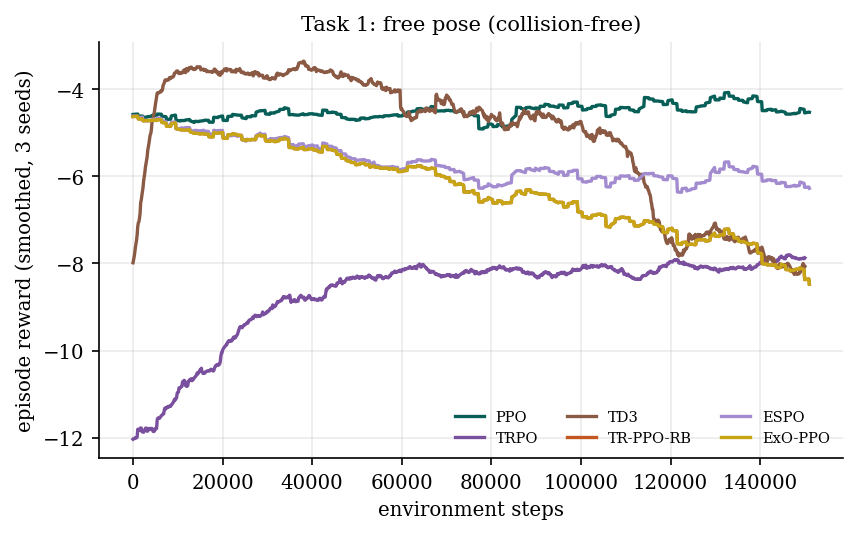 Task 1: free pose (collision-free)
episode reward (smoothed, 3 seeds)
−4
−6
−8
−10
−12
PPO
TRPO
TD3
TR-PPO-RB
ESPO
ExO-PPO
0 20000 40000 60000 80000 100000 120000 140000
environment steps